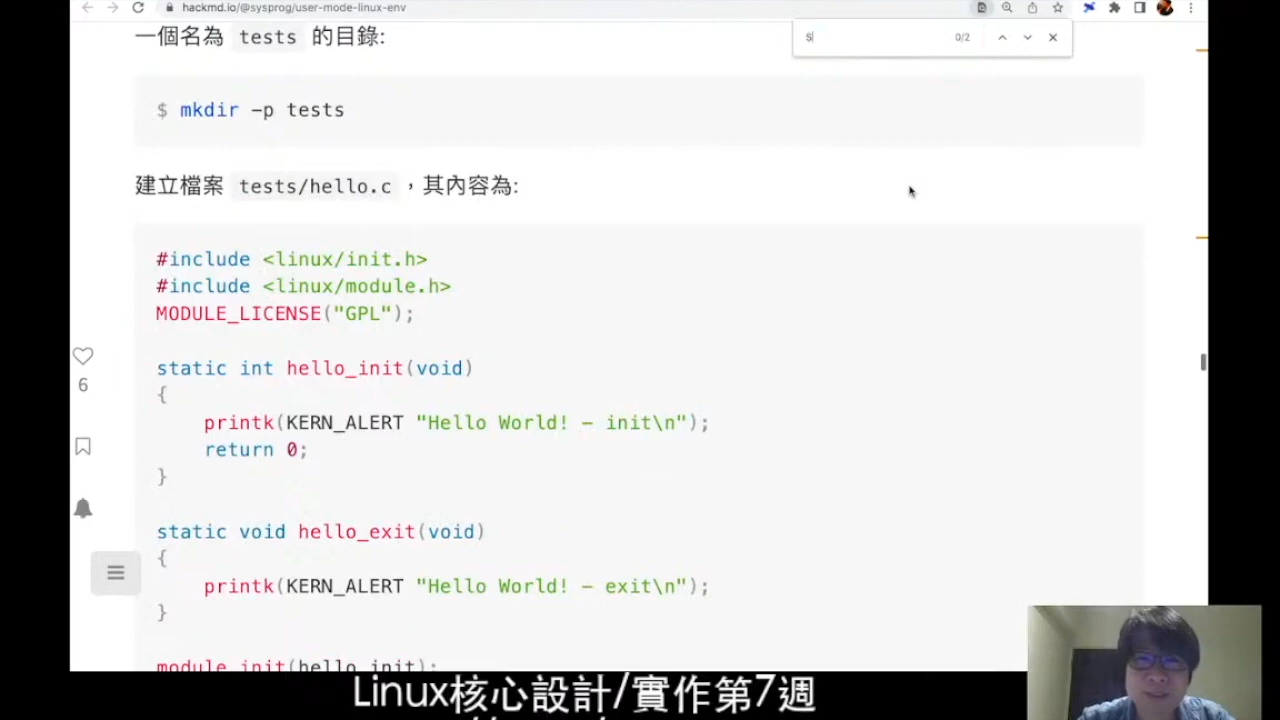 hackmd.io/@sysprog/user-mode-linux-env
S
0/2
一個名為 tests 的目錄:
$ mkdir -p tests
建立檔案 tests/hello.c ，其內容為:
#include <linux/init.h>
#include <linux/module.h>
MODULE_LICENSE("GPL");
static int hello_init(void)
{
printk(KERN_ALERT "Hello World! - init\n");
return 0;
}
static void hello_exit(void)
{
printk(KERN_ALERT "Hello World! - exit\n");
}
module_init(hello_init);
6
Linux核心設計/實作第7週